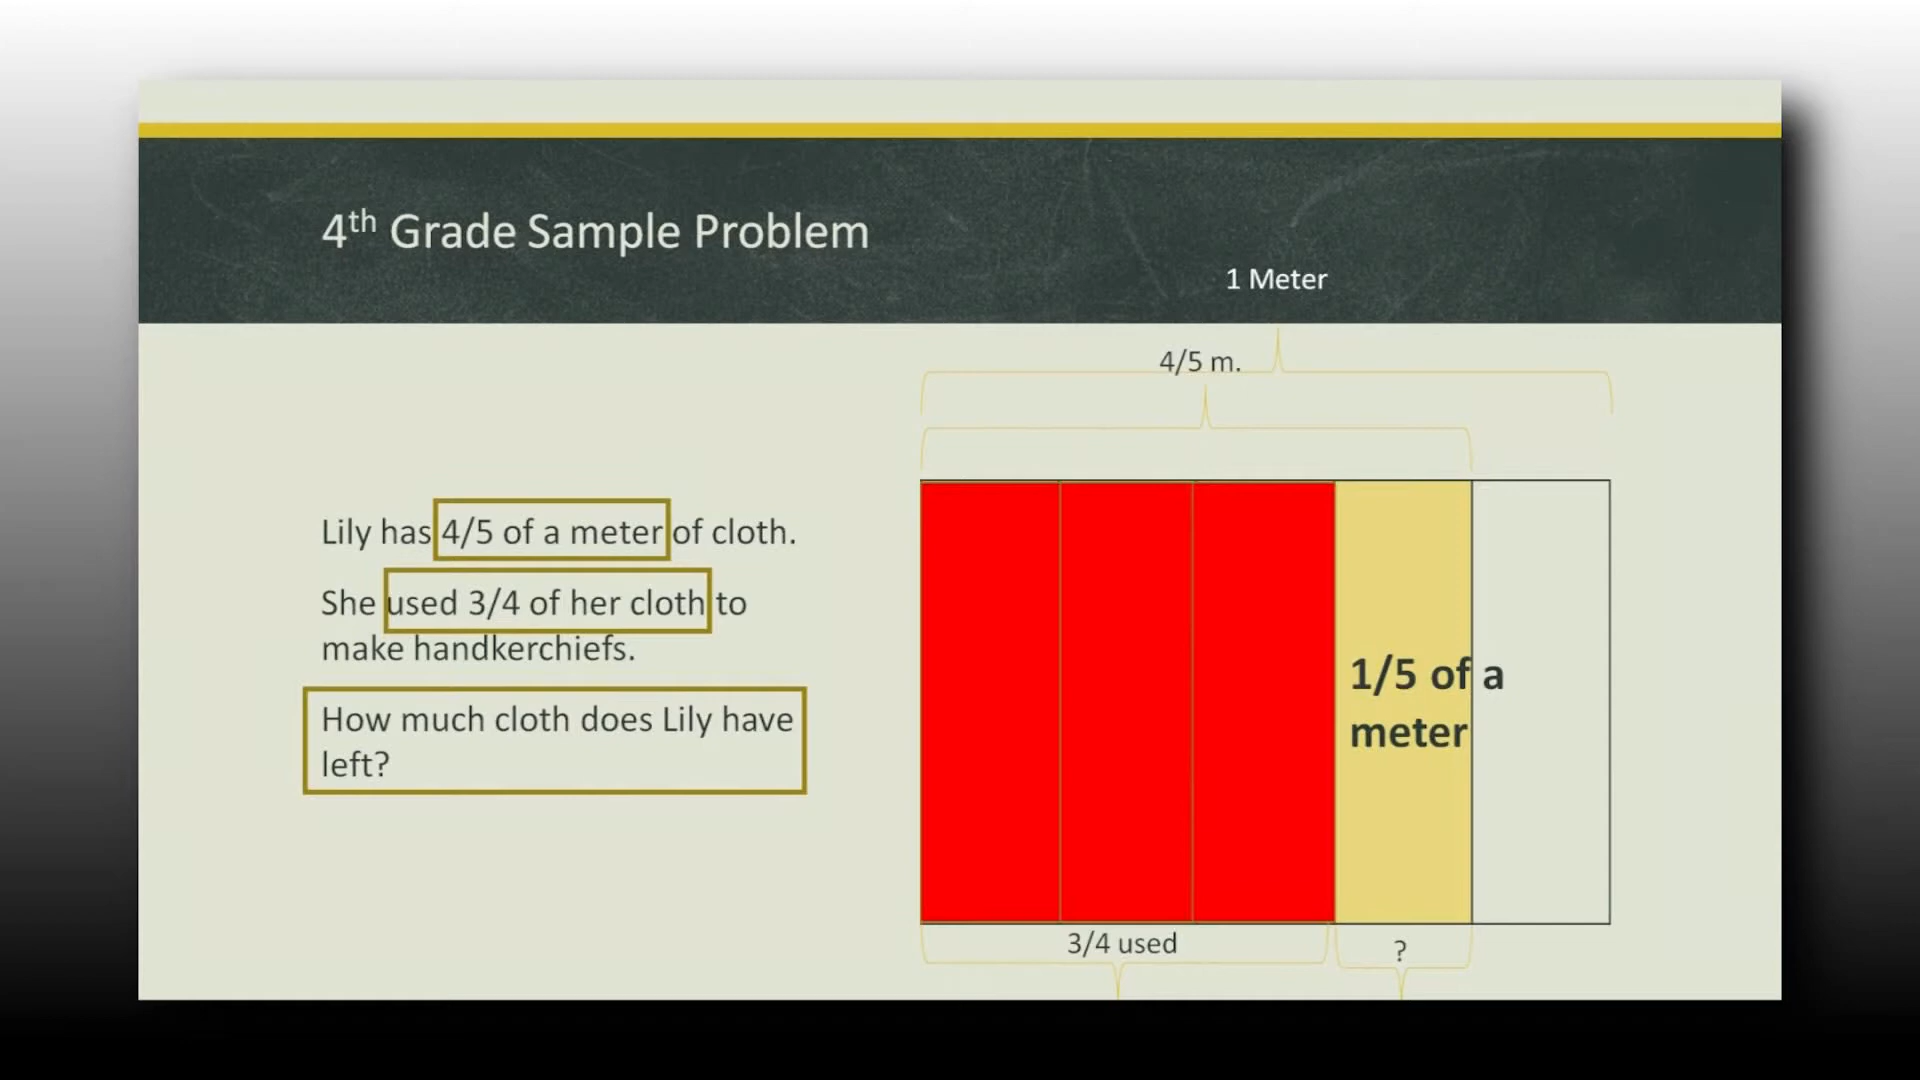 4th Grade Sample Problem
1 Meter
4/5 m.
Lily has 4/5 of a meter of cloth.
She used 3/4 of her cloth to
make handkerchiefs.
How much cloth does Lily have
left?
1/5 of a
meter
3/4 used
?